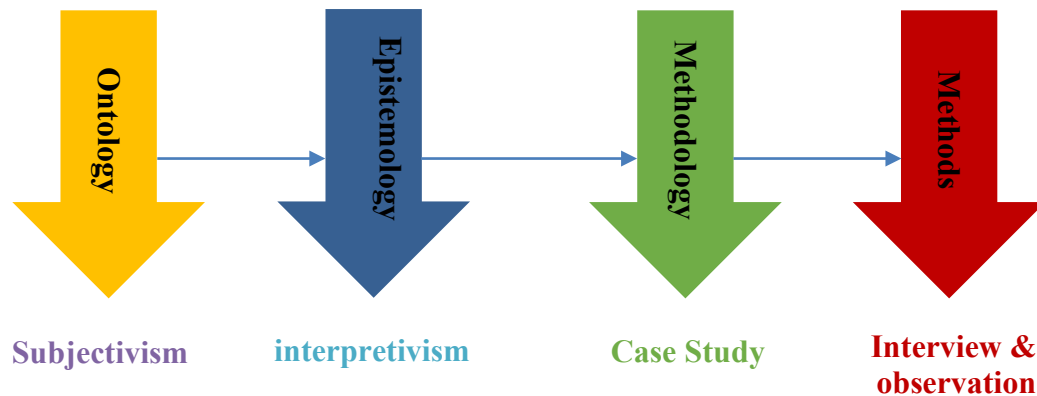 Ontology
Epistemology
Methodology
Methods
Subjectivism
interpretivism
Case Study
Interview &
observation